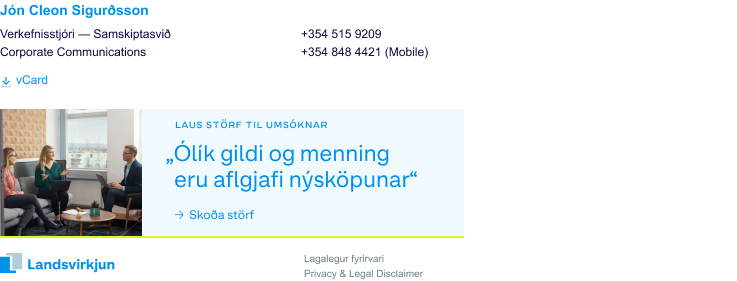 Jón Cleon Sigurðsson
Verkefnisstjóri — Samskiptasvið
Corporate Communications
+354 515 9209
+354 848 4421 (Mobile)
vCard
LAUS STÖRF TIL UMSÓKNAR
„Ólík gildi og menning
eru aflgjafi nýsköpunar“
→ Skoða störf
Landsvirkjun
Lagalegur fyrirvari
Privacy & Legal Disclaimer